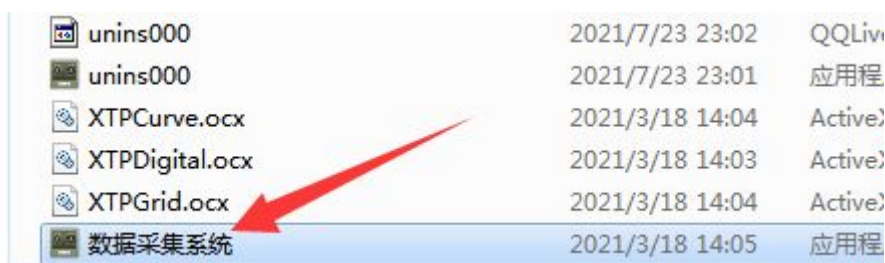 unins000 2021/7/23 23:02 QQLive
unins000 2021/7/23 23:01 应用程
XTPCurve.ocx 2021/3/18 14:04 ActiveX
XTPDigital.ocx 2021/3/18 14:03 ActiveX
XTPGrid.ocx 2021/3/18 14:04 ActiveX
数据采集系统 2021/3/18 14:05 应用程